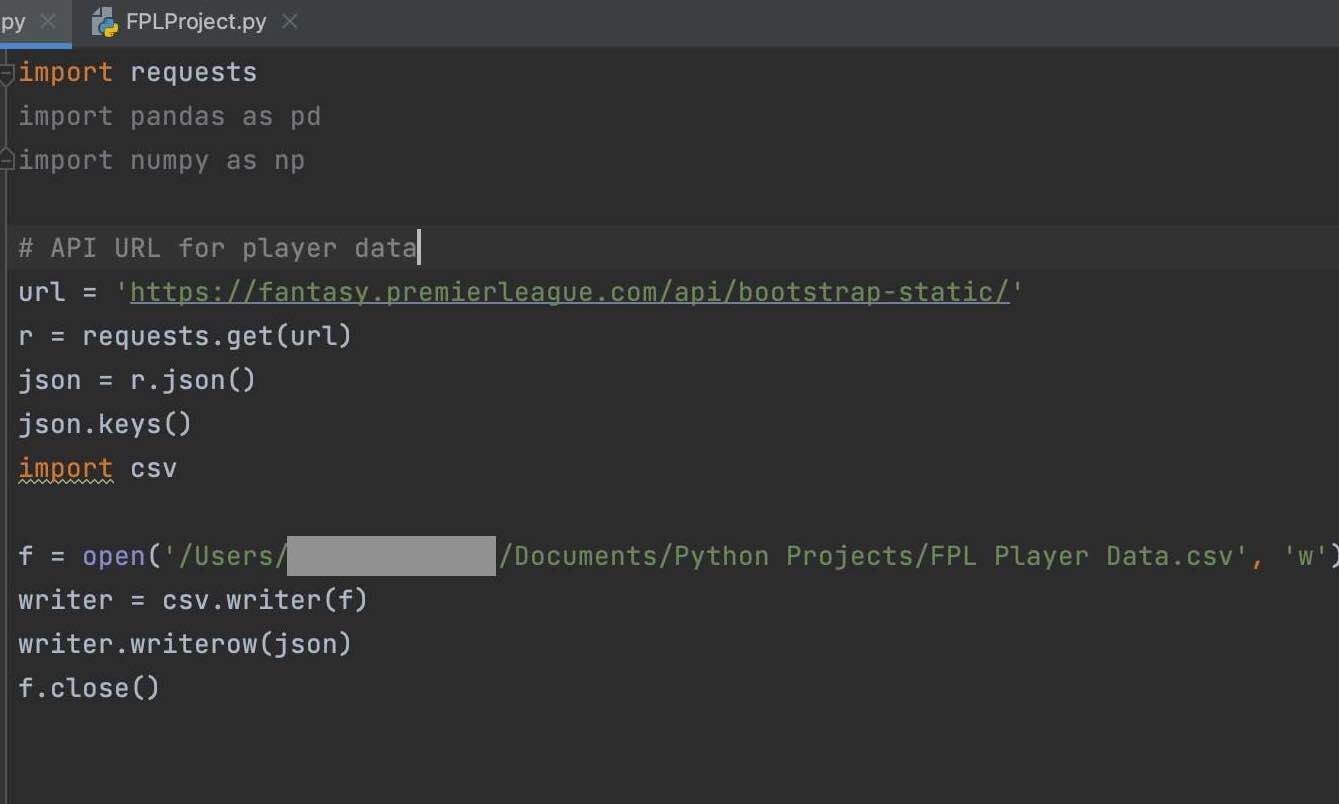 py FPLProject.py
import requests
import pandas as pd
import numpy as np
# API URL for player data
url = 'https://fantasy.premierleague.com/api/bootstrap-static/'
r = requests.get(url)
json = r.json()
json.keys()
import csv
f = open('/Users/ /Documents/Python Projects/FPL Player Data.csv', 'w')
writer = csv.writer(f)
writer.writerow(json)
f.close()